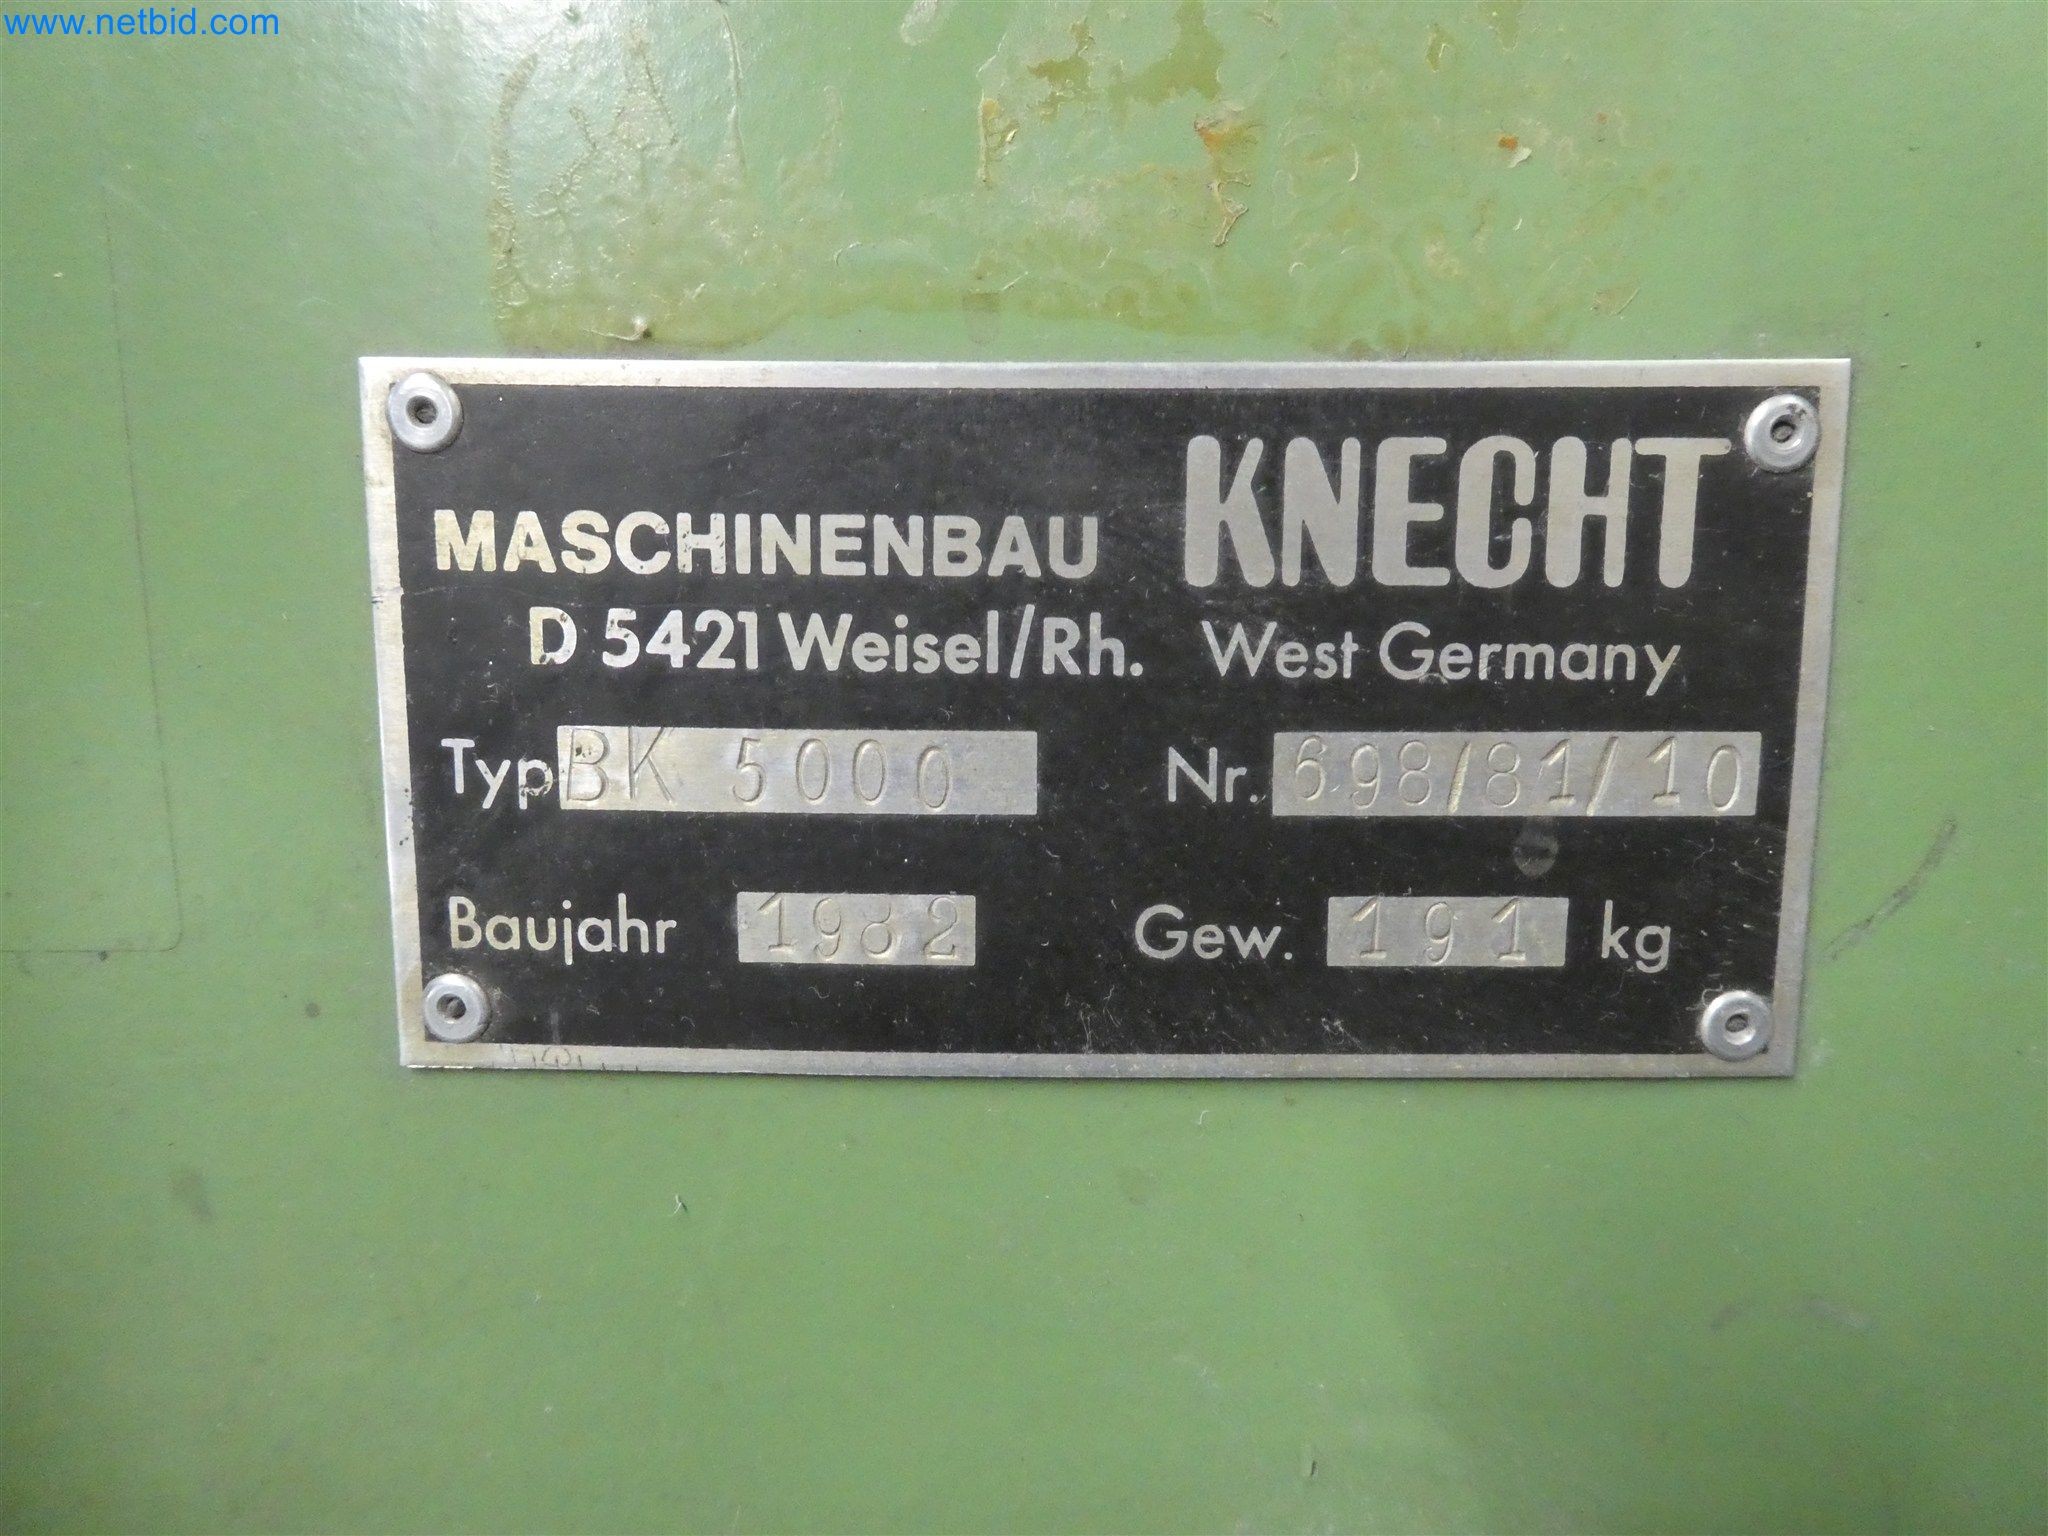 www.netbid.com
MASCHINENBAU KNECHT
D 5421 Weisel/Rh. West Germany
Typ BK 5000 Nr. 698/81/10
Baujahr 1982 Gew. 191 kg